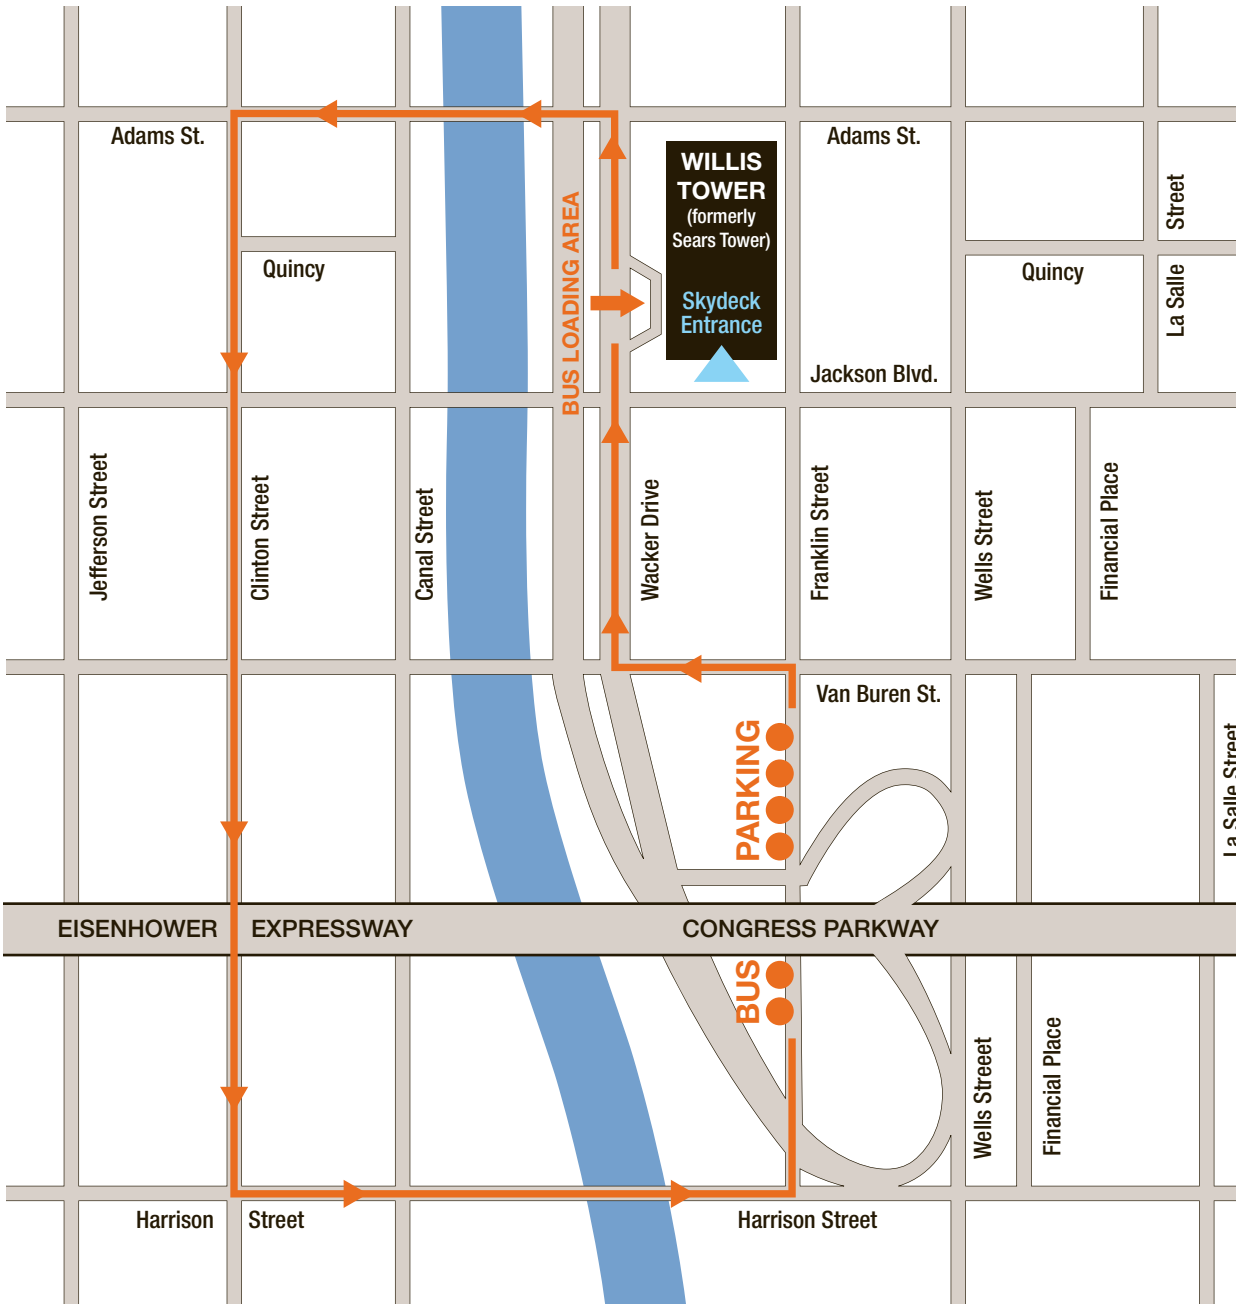 Adams St.
Adams St.
WILLIS
TOWER
(formerly
Sears Tower)
Skydeck
Entrance
BUS LOADING AREA
Quincy
Quincy
La Salle Street
Jackson Blvd.
Jefferson Street
Clinton Street
Canal Street
Wacker Drive
Franklin Street
Wells Street
Financial Place
Van Buren St.
La Salle Street
BUS PARKING
EISENHOWER EXPRESSWAY
CONGRESS PARKWAY
Wells Streeet
Financial Place
Harrison Street
Harrison Street